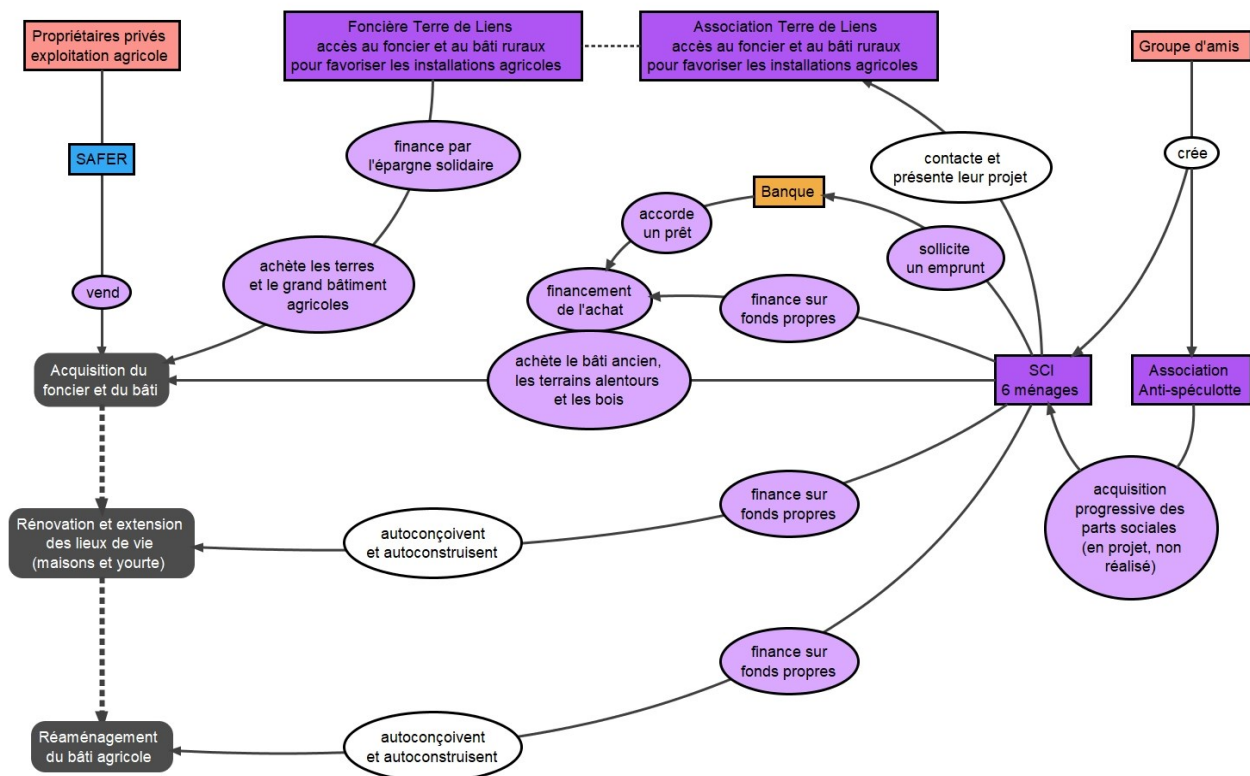 Propriétaires privés
exploitation agricole
Foncière Terre de Liens
accès au foncier et au bâti ruraux
pour favoriser les installations agricoles
Association Terre de Liens
accès au foncier et au bâti ruraux
pour favoriser les installations agricoles
Groupe d'amis
SAFER
finance par
l'épargne solidaire
contacte et
présente leur projet
crée
Banque
accorde
un prêt
sollicite
un emprunt
achète les terres
et le grand bâtiment
agricoles
vend
financement
de l'achat
finance sur
fonds propres
Acquisition du
foncier et du bâti
achète le bâti ancien,
les terrains alentours
et les bois
SCI
6 ménages
Association
Anti-spéculotte
finance sur
fonds propres
acquisition
progressive des
parts sociales
(en projet, non
réalisé)
Rénovation et extension
des lieux de vie
(maisons et yourte)
autoconçoivent
et autoconstruisent
finance sur
fonds propres
Réaménagement
du bâti agricole
autoconçoivent
et autoconstruisent